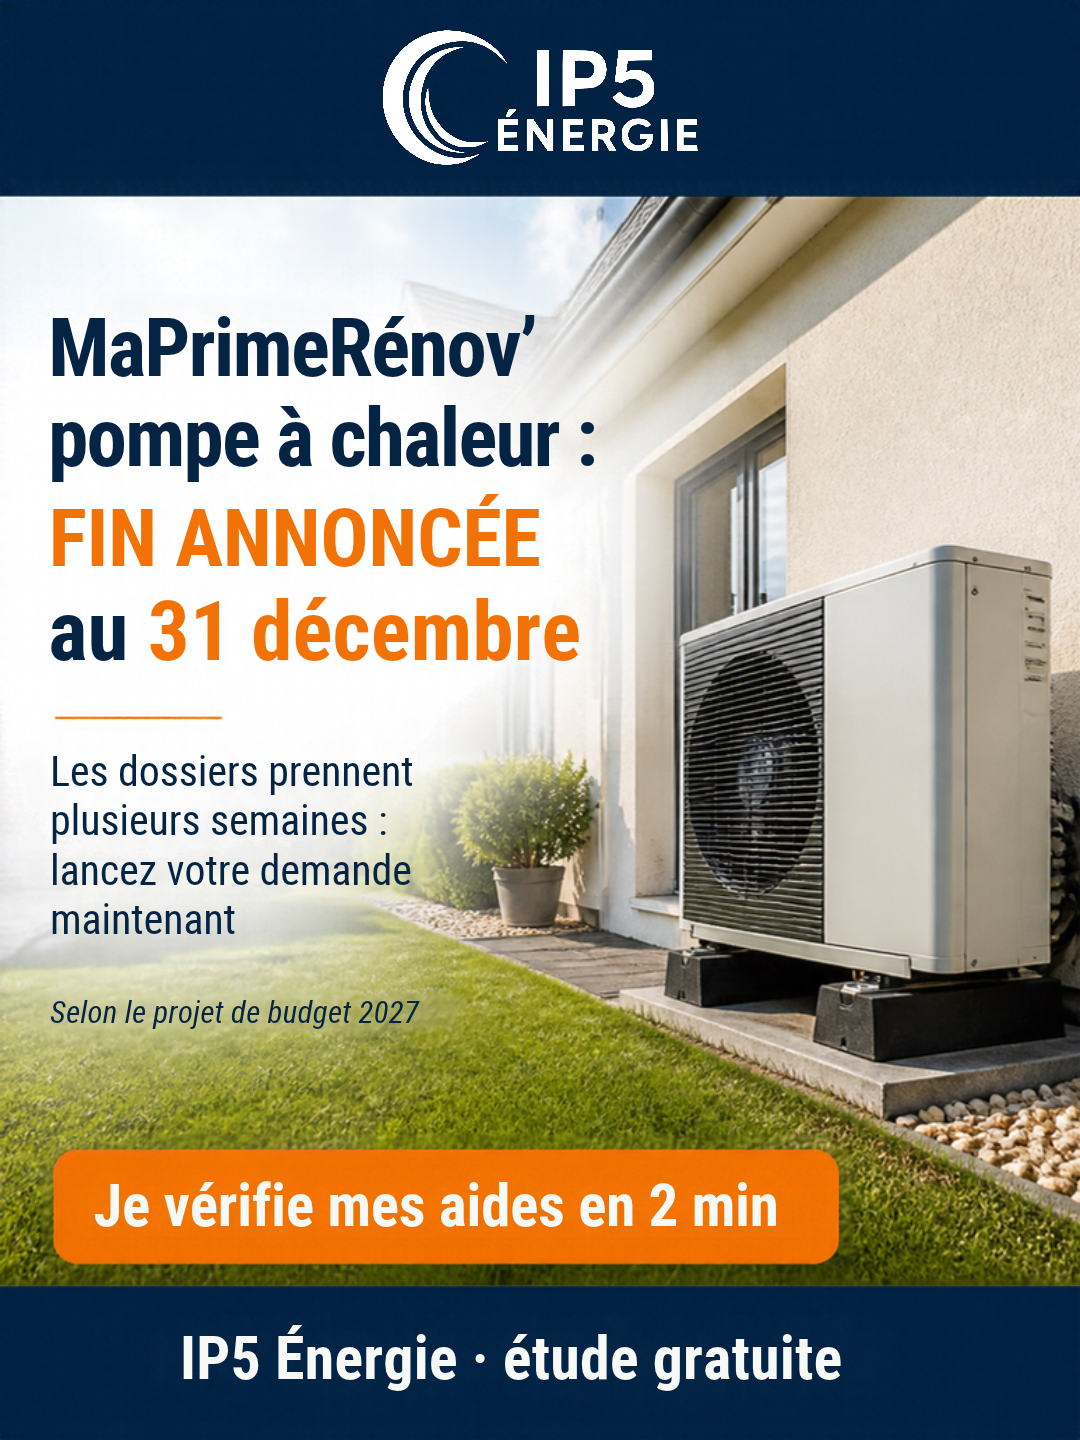 IP5
ÉNERGIE
MaPrimeRénov’
pompe à chaleur :
FIN ANNONCÉE
au 31 décembre
Les dossiers prennent
plusieurs semaines :
lancez votre demande
maintenant
Selon le projet de budget 2027
Je vérifie mes aides en 2 min
IP5 Énergie · étude gratuite